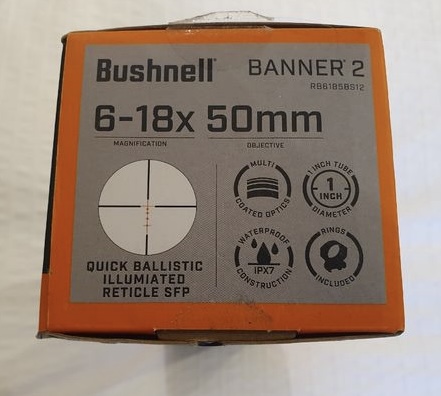 Bushnell BANNER 2
RB6185BS12
6-18x 50mm
MAGNIFICATION OBJECTIVE
MULTI
COATED OPTICS
1 INCH TUBE
1
INCH
DIAMETER
WATERPROOF
IPX7
CONSTRUCTION
RINGS
INCLUDED
QUICK BALLISTIC
ILLUMIATED
RETICLE SFP